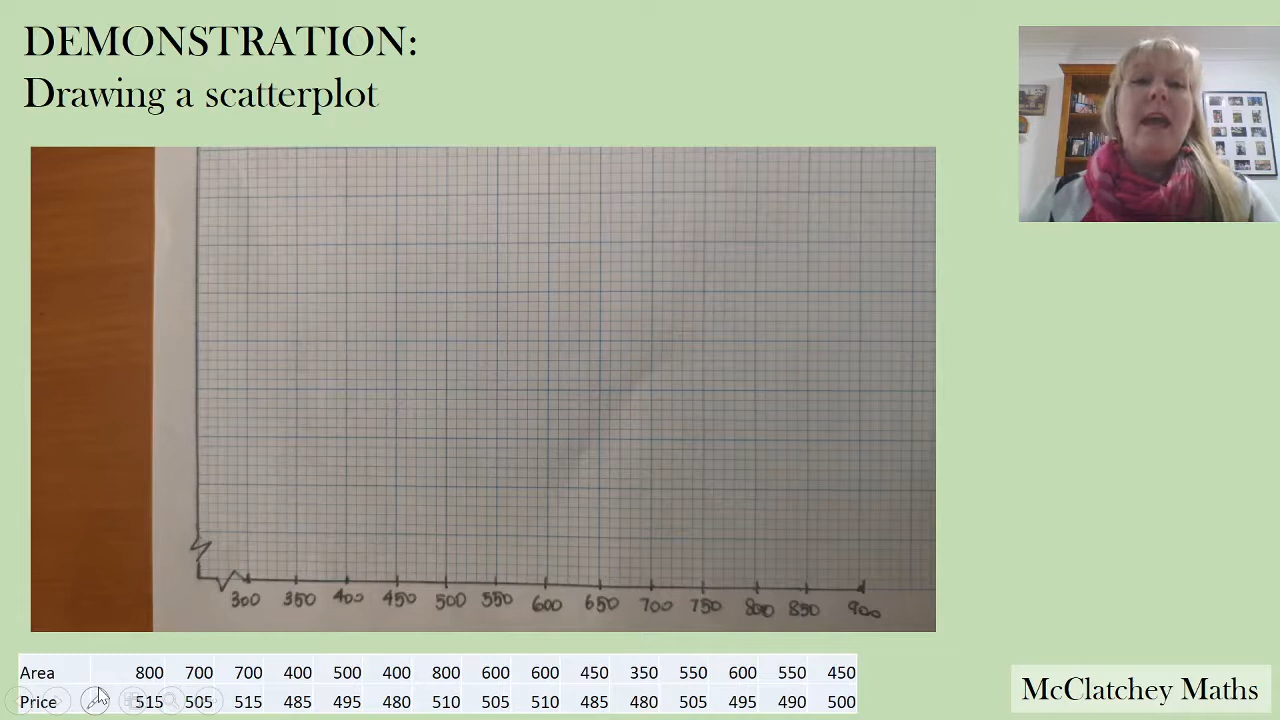 DEMONSTRATION:
Drawing a scatterplot
300 350 400 450 500 550 600 650 700 750 800 850 900
Area 800 700 700 400 500 400 800 600 600 450 350 550 600 550 450
Price 515 505 515 485 495 480 510 505 510 485 480 505 495 490 500
McClatchey Maths